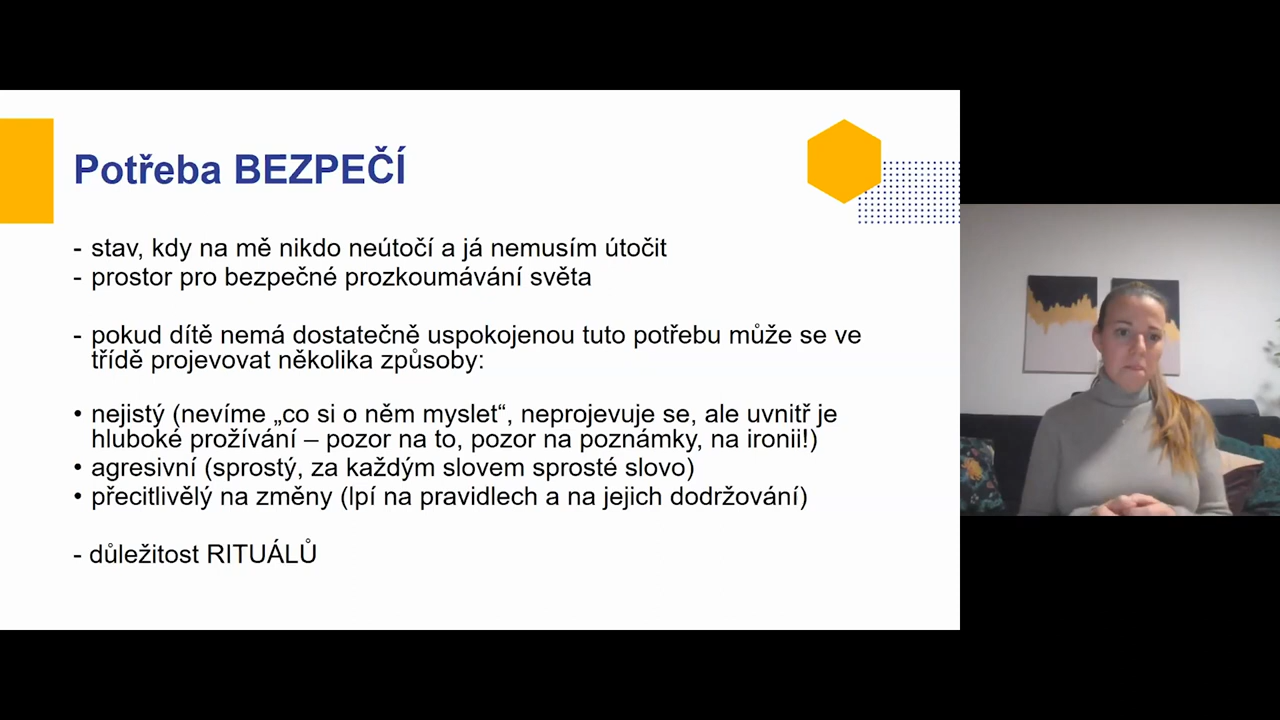 Potřeba BEZPEČÍ
- stav, kdy na mě nikdo neútočí a já nemusím útočit
- prostor pro bezpečné prozkoumávání světa
- pokud dítě nemá dostatečně uspokojenou tuto potřebu může se ve
třídě projevovat několika způsoby:
• nejistý (nevíme „co si o něm myslet“, neprojevuje se, ale uvnitř je
hluboké prožívání – pozor na to, pozor na poznámky, na ironii!)
• agresivní (sprostý, za každým slovem sprosté slovo)
• přecitlivělý na změny (lpí na pravidlech a na jejich dodržování)
- důležitost RITUÁLŮ